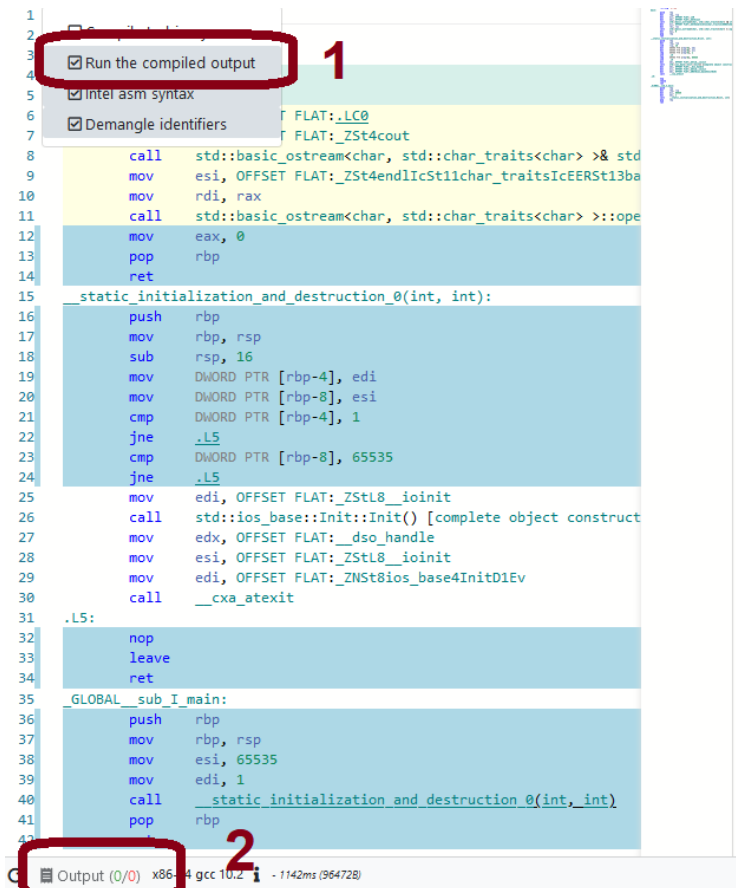 1
2
3
Run the compiled output
1
4
5
Intel asm syntax
6 T FLAT:.LC0
Demangle identifiers
7 T FLAT:_ZSt4cout
8 call std::basic_ostream<char, std::char_traits<char> >& std
9 mov esi, OFFSET FLAT:_ZSt4endlIcSt11char_traitsIcEERSt13ba
10 mov rdi, rax
11 call std::basic_ostream<char, std::char_traits<char> >::ope
12 mov eax, 0
13 pop rbp
14 ret
15 __static_initialization_and_destruction_0(int, int):
16 push rbp
17 mov rbp, rsp
18 sub rsp, 16
19 mov DWORD PTR [rbp-4], edi
20 mov DWORD PTR [rbp-8], esi
21 cmp DWORD PTR [rbp-4], 1
22 jne .L5
23 cmp DWORD PTR [rbp-8], 65535
24 jne .L5
25 mov edi, OFFSET FLAT:_ZStL8__ioinit
26 call std::ios_base::Init::Init() [complete object construct
27 mov edx, OFFSET FLAT:__dso_handle
28 mov esi, OFFSET FLAT:_ZStL8__ioinit
29 mov edi, OFFSET FLAT:_ZNSt8ios_base4InitD1Ev
30 call __cxa_atexit
31 .L5:
32 nop
33 leave
34 ret
35 _GLOBAL__sub_I_main:
36 push rbp
37 mov rbp, rsp
38 mov esi, 65535
39 mov edi, 1
40 call __static_initialization_and_destruction_0(int, int)
41 pop rbp
42
2
Output (0/0) x86-64 gcc 10.2 i - 1142ms (96472B)